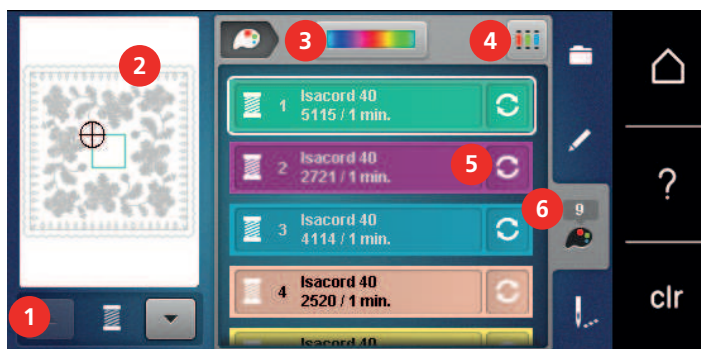 2
3
4
1 Isacord 40
5115 / 1 min.
2 Isacord 40
2721 / 1 min.
5
6
9
3 Isacord 40
4114 / 1 min.
4 Isacord 40
2520 / 1 min.
Isacord 40
1
?
clr